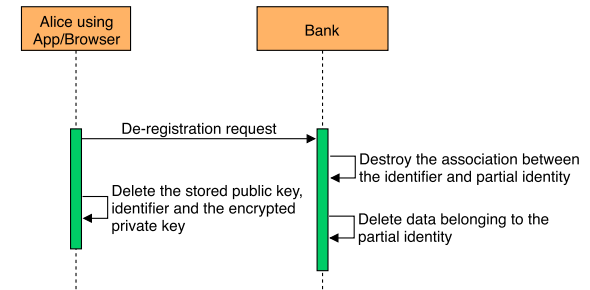 Alice using
App/Browser
Bank
De-registration request
Destroy the association between
the identifier and partial identity
Delete the stored public key,
identifier and the encrypted
private key
Delete data belonging to the
partial identity